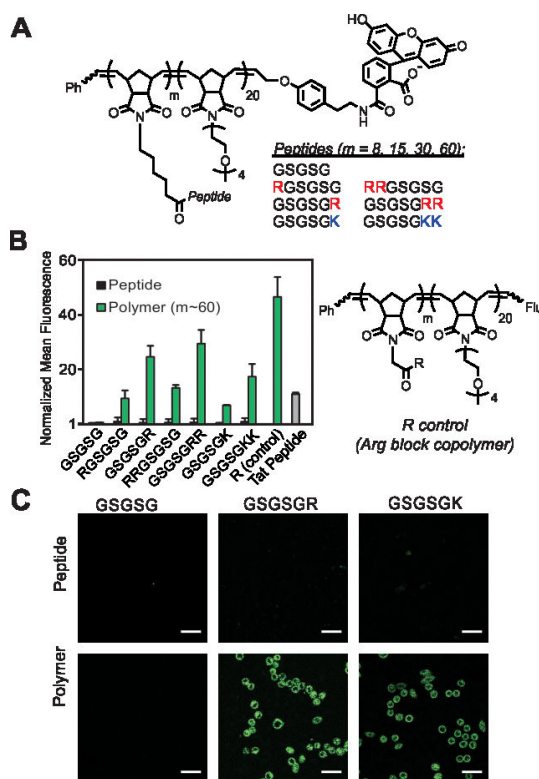 A
HO
O
O
O⁻
Ph
m
20
O
O N O
O N O
O
N
H
O
O
4
O Peptide
Peptides (m = 8, 15, 30, 60):
GSGSG
RGSGSG RRGSGSG
GSGSGR GSGSGRR
GSGSGK GSGSGKK
B
Normalized Mean Fluorescence
60
40
20
1
Peptide
Polymer (m~60)
GSGSG
RGSGSG
GSGSGR
RRGSGSG
GSGSGRR
GSGSGK
GSGSGKK
R (control)
Tat Peptide
Ph
m
20
Flu
O N O
O N O
R
O
O
4
R control
(Arg block copolymer)
C
GSGSG GSGSGR GSGSGK
Peptide
Polymer